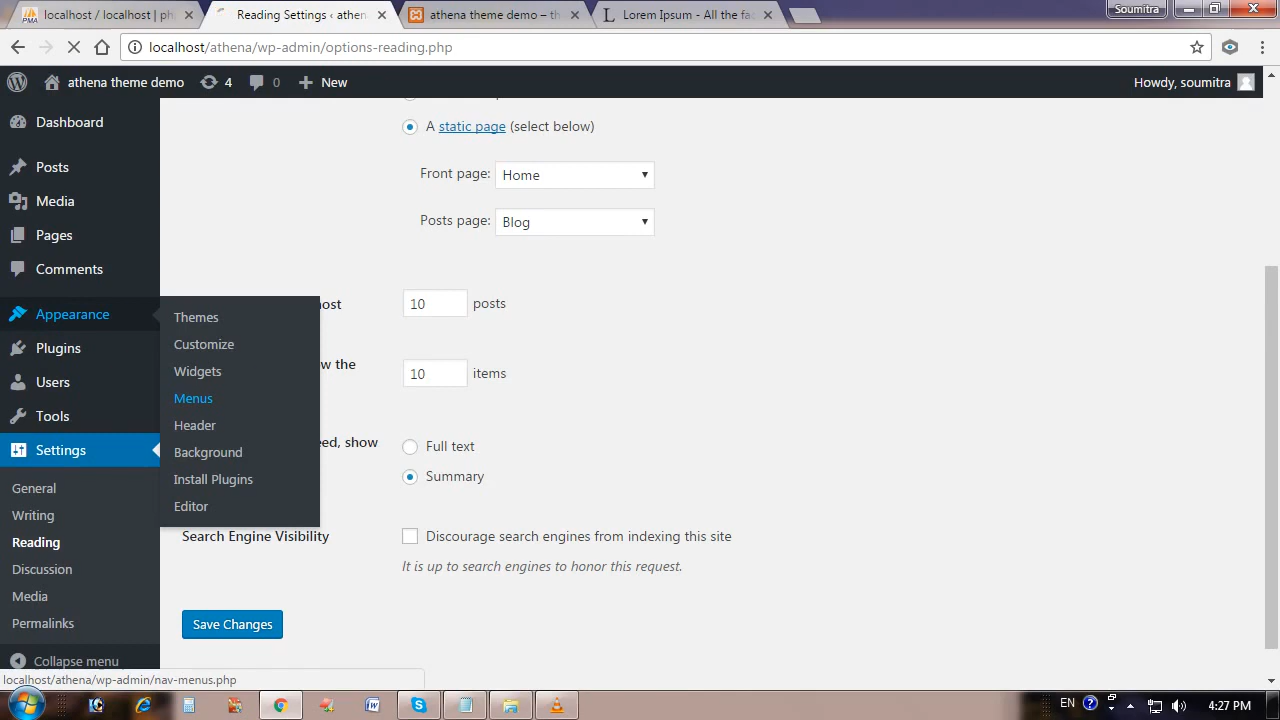 localhost / localhost | ph
Reading Settings ‹ athen
athena theme demo – th
Lorem Ipsum - All the fac
Soumitra
localhost/athena/wp-admin/options-reading.php
athena theme demo
4
0
New
Howdy, soumitra
Dashboard
Posts
Media
Pages
Comments
Appearance
Plugins
Users
Tools
Settings
General
Writing
Reading
Discussion
Media
Permalinks
Collapse menu
Themes
Customize
Widgets
Menus
Header
Background
Install Plugins
Editor
A static page (select below)
Front page: Home
Posts page: Blog
ost 10 posts
w the
10 items
eed, show
Full text
Summary
Search Engine Visibility
Discourage search engines from indexing this site
It is up to search engines to honor this request.
Save Changes
localhost/athena/wp-admin/nav-menus.php
EN
4:27 PM